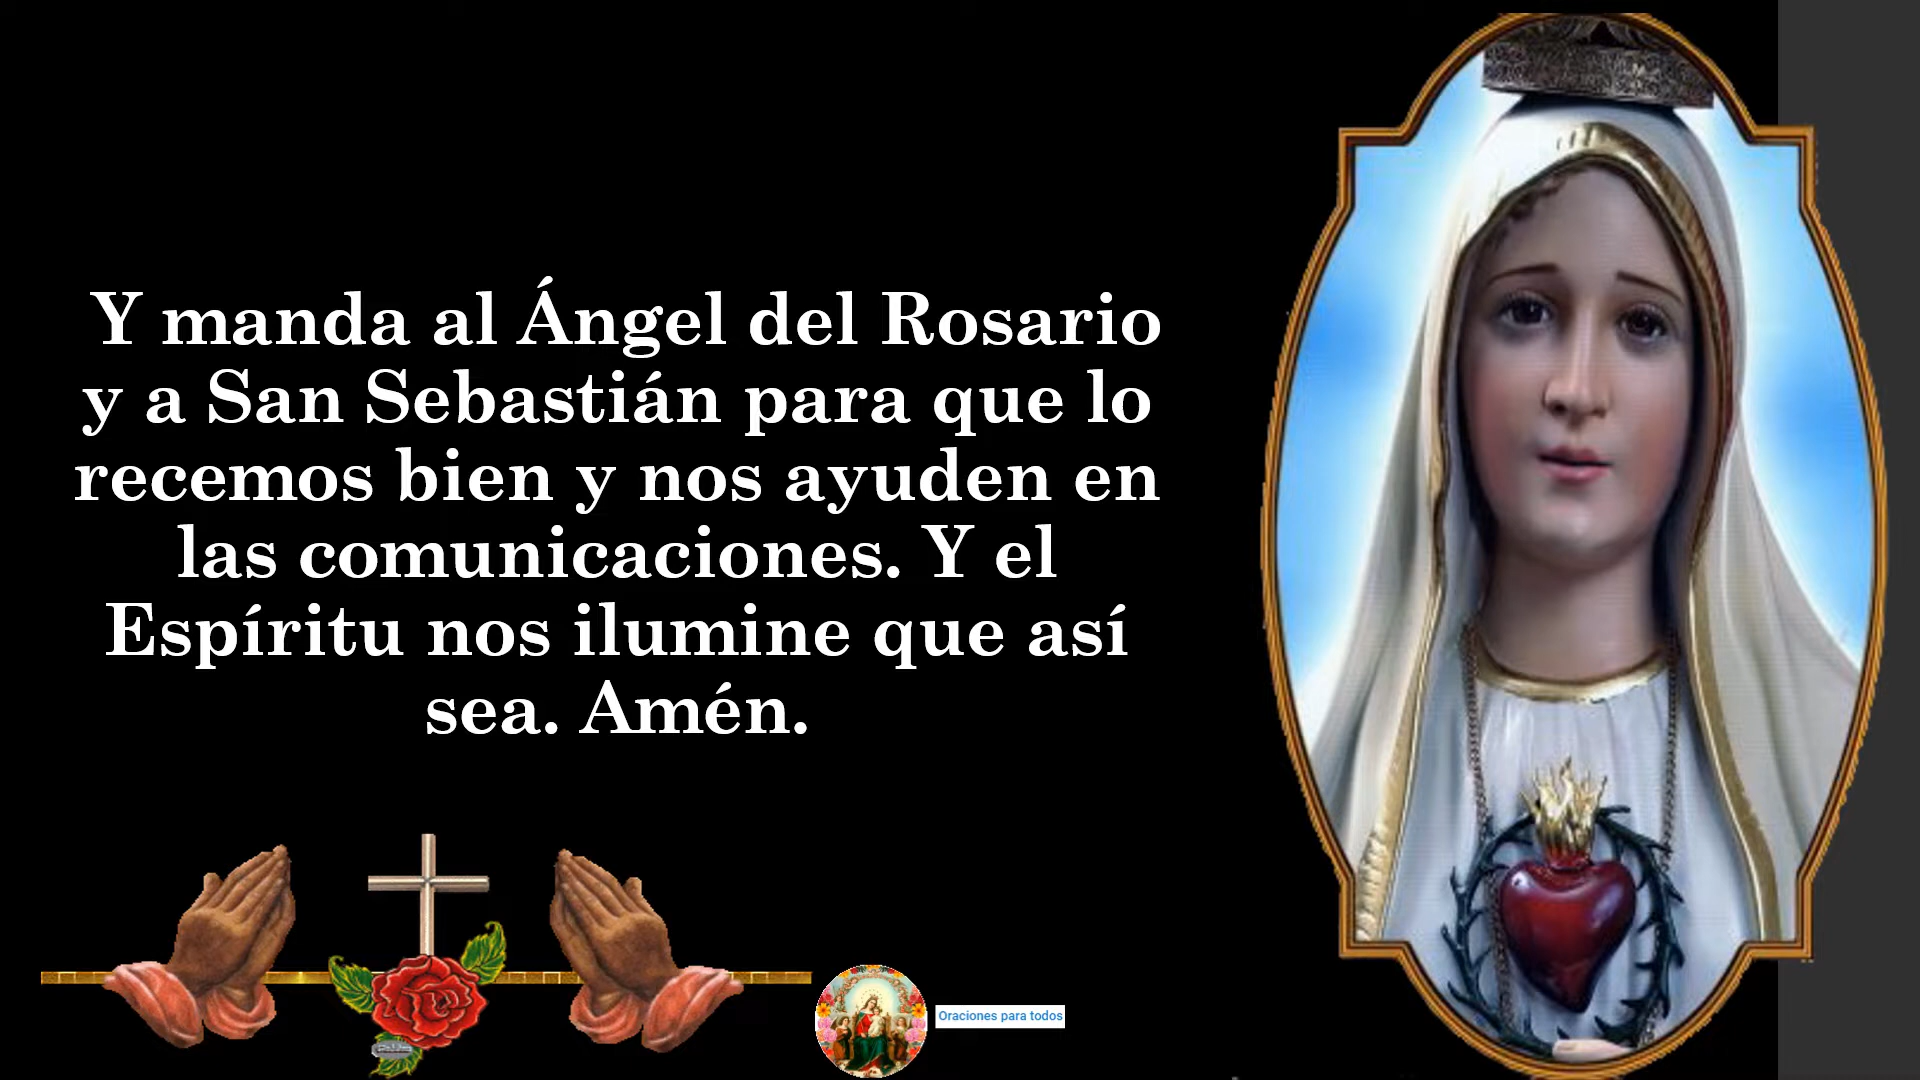 Y manda al Ángel del Rosario
y a San Sebastián para que lo
recemos bien y nos ayuden en
las comunicaciones. Y el
Espíritu nos ilumine que así
sea. Amén.
Oraciones para todos